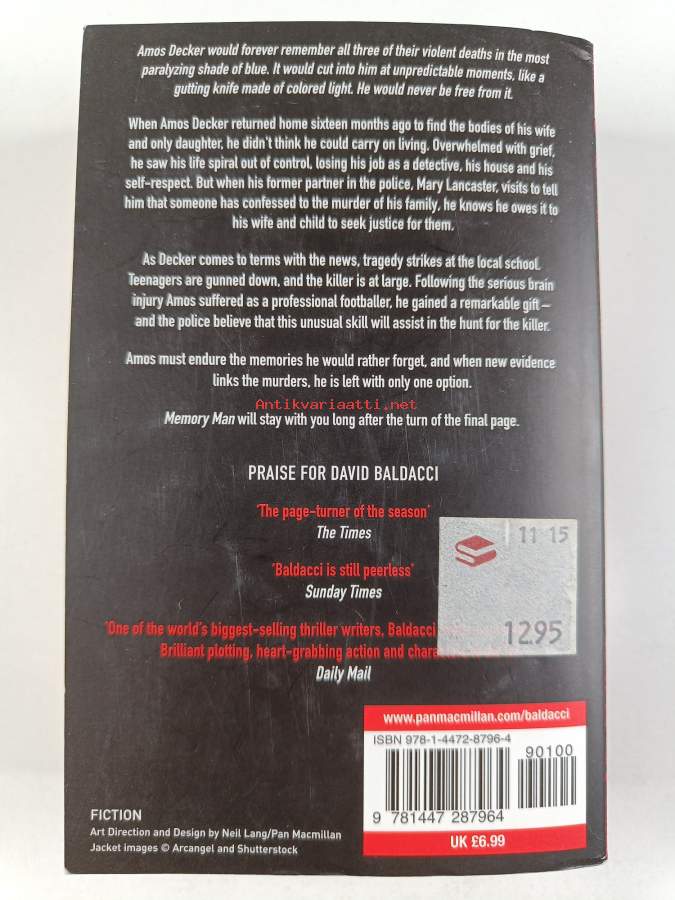 Amos Decker would forever remember all three of their violent deaths in the most
paralyzing shade of blue. It would cut into him at unpredictable moments, like a
gutting knife made of colored light. He would never be free from it.
When Amos Decker returned home sixteen months ago to find the bodies of his wife
and only daughter, he didn't think he could carry on living. Overwhelmed with grief,
he saw his life spiral out of control, losing his job as a detective, his house and his
self-respect. But when his former partner in the police, Mary Lancaster, visits to tell
him that someone has confessed to the murder of his family, he knows he owes it to
his wife and child to seek justice for them.
As Decker comes to terms with the news, tragedy strikes at the local school.
Teenagers are gunned down, and the killer is at large. Following the serious brain
injury Amos suffered as a professional footballer, he gained a remarkable gift –
and the police believe that this unusual skill will assist in the hunt for the killer.
Amos must endure the memories he would rather forget, and when new evidence
links the murders, he is left with only one option.
Antikvariaatti.net
Memory Man will stay with you long after the turn of the final page.
PRAISE FOR DAVID BALDACCI
'The page-turner of the season'
The Times
'Baldacci is still peerless'
Sunday Times
'One of the world's biggest-selling thriller writers, Baldacci
Brilliant plotting, heart-grabbing action and
Daily Mail
11 15
12.95
www.panmacmillan.com/baldacci
ISBN 978-1-4472-8796-4
90100
9 781447 287964
UK £6.99
FICTION
Art Direction and Design by Neil Lang/Pan Macmillan
Jacket images © Arcangel and Shutterstock